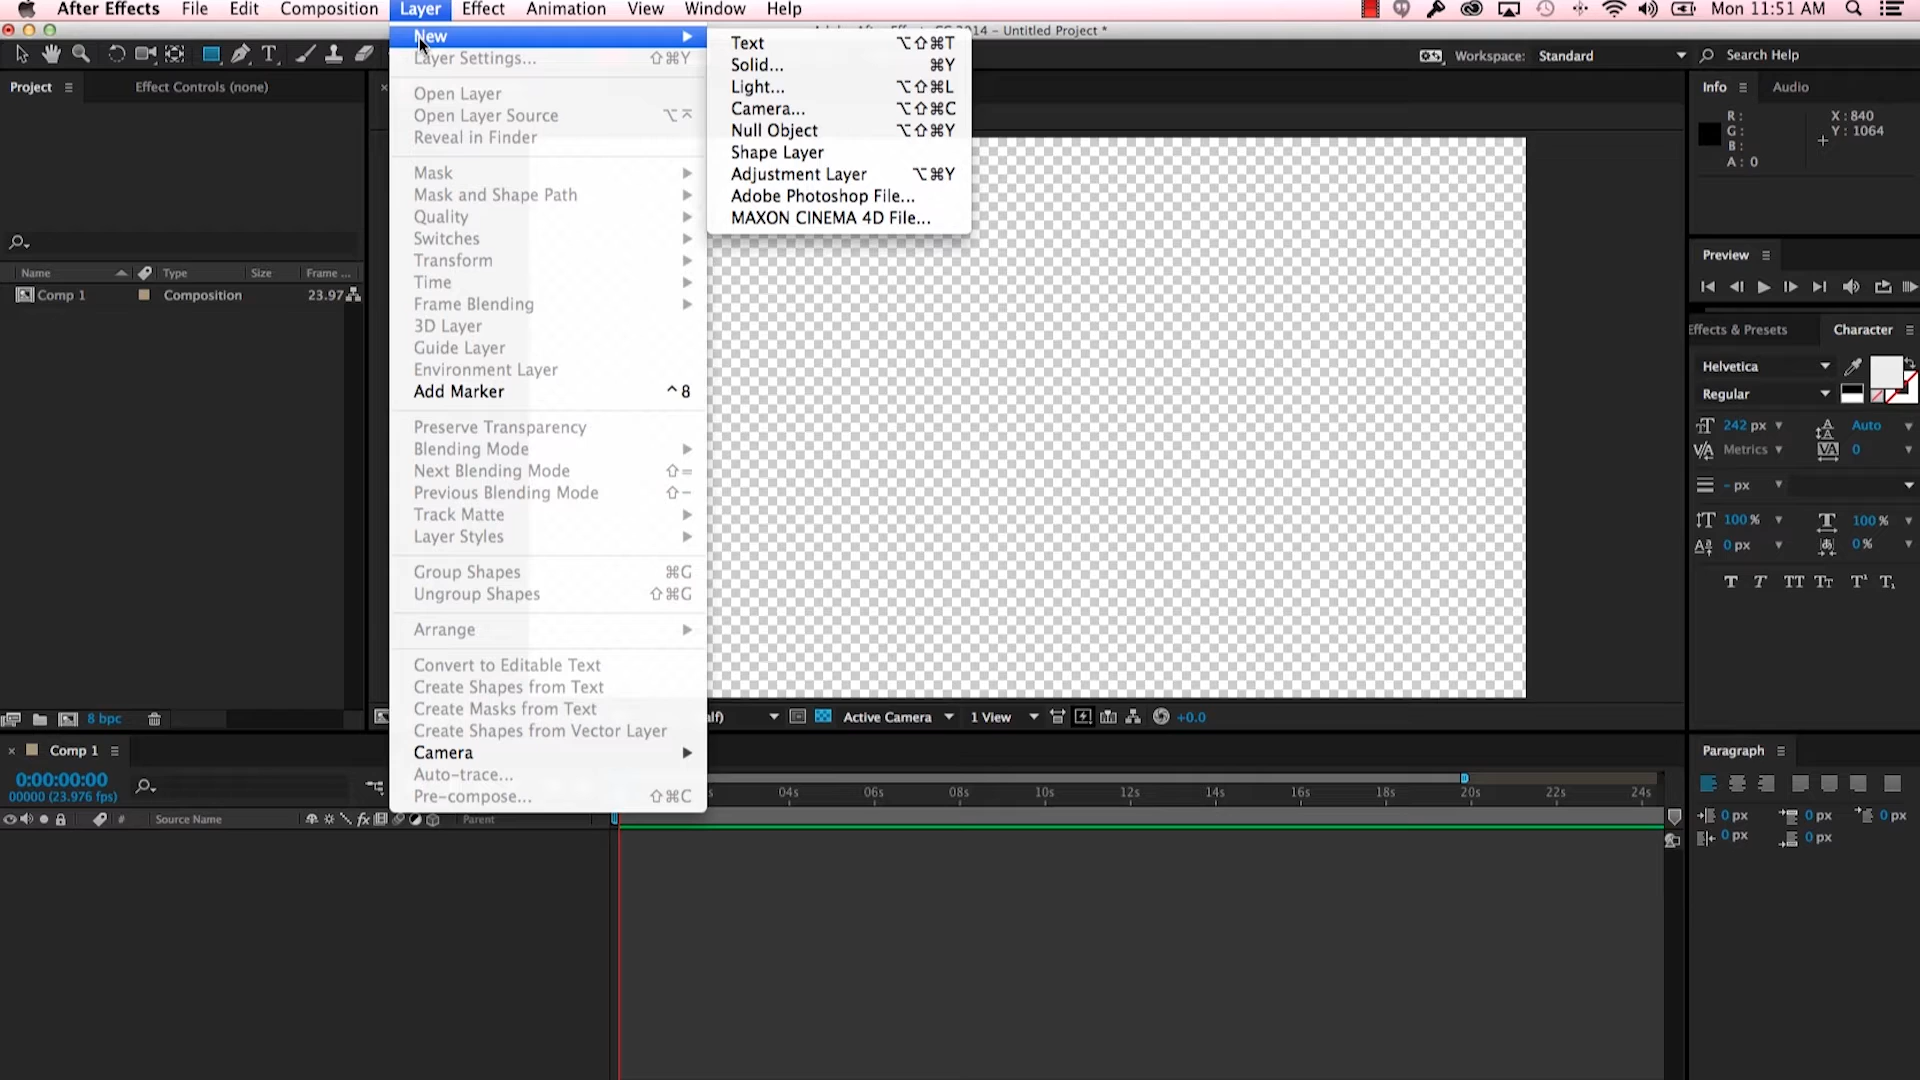 After Effects File Edit Composition Layer Effect Animation View Window Help Mon 11:51 AM
14 – Untitled Project *
Workspace: Standard Search Help
Project Effect Controls (none)
Name Type Size Frame ...
Comp 1 Composition 23.97
8 bpc
New
Layer Settings... ⇧⌘Y
Open Layer
Open Layer Source
Reveal in Finder
Mask
Mask and Shape Path
Quality
Switches
Transform
Time
Frame Blending
3D Layer
Guide Layer
Environment Layer
Add Marker ^8
Preserve Transparency
Blending Mode
Next Blending Mode ⇧=
Previous Blending Mode ⇧-
Track Matte
Layer Styles
Group Shapes ⌘G
Ungroup Shapes ⇧⌘G
Arrange
Convert to Editable Text
Create Shapes from Text
Create Masks from Text
Create Shapes from Vector Layer
Camera
Auto-trace...
Pre-compose... ⇧⌘C
Text ⌥⇧⌘T
Solid... ⌘Y
Light... ⌥⇧⌘L
Camera... ⌥⇧⌘C
Null Object ⌥⇧⌘Y
Shape Layer
Adjustment Layer ⌥⌘Y
Adobe Photoshop File...
MAXON CINEMA 4D File...
alf) Active Camera 1 View +0.0
Info Audio
R: X: 840
G: Y: 1064
B:
A: 0
Preview
Effects & Presets Character
Helvetica
Regular
242 px Auto
Metrics 0
- px
100 % 100 %
0 px 0 %
T T TT Tт T¹ T₁
Paragraph
0 px 0 px 0 px
0 px 0 px
Comp 1
0:00:00:00
00000 (23.976 fps)
# Source Name fx Parent
s 04s 06s 08s 10s 12s 14s 16s 18s 20s 22s 24s